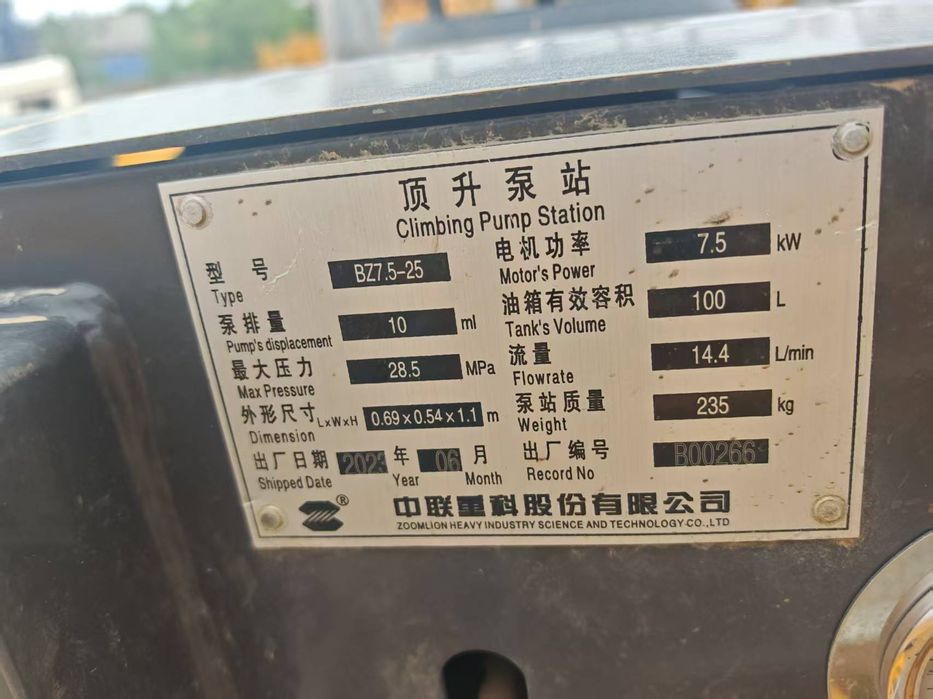 顶升泵站
Climbing Pump Station
型号 BZ7.5-25
Type
电机功率 7.5 kW
Motor's Power
泵排量 10 ml
Pump's displacement
油箱有效容积 100 L
Tank's Volume
最大压力 28.5 MPa
Max Pressure
流量 14.4 L/min
Flowrate
外形尺寸 L×W×H 0.69×0.54×1.1 m
Dimension
泵站质量 235 kg
Weight
出厂日期 2023 年 06 月
Shipped Date Year Month
出厂编号 B00266
Record No
® 中联重科股份有限公司
ZOOMLION HEAVY INDUSTRY SCIENCE AND TECHNOLOGY CO.,LTD